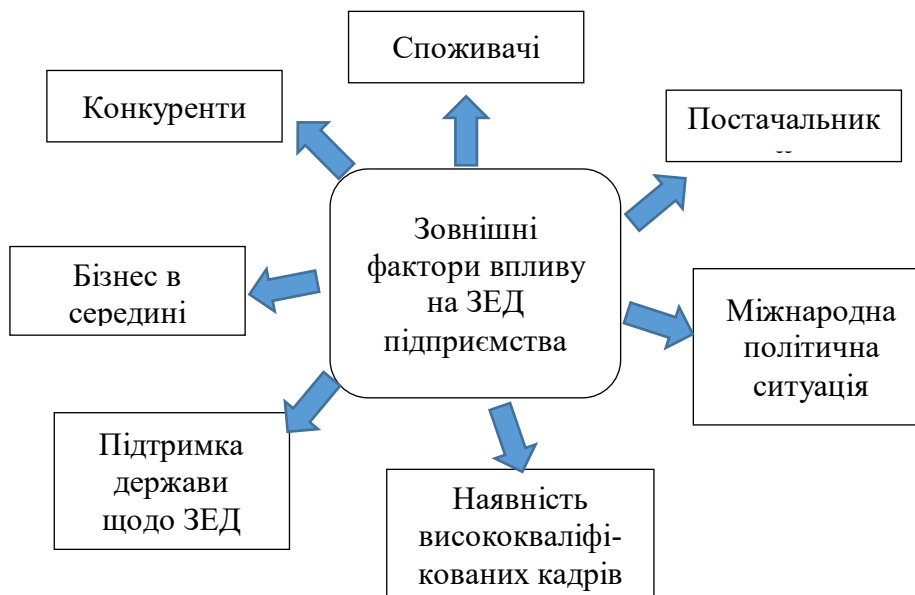 Споживачі
Конкуренти
Постачальник
Зовнішні
фактори впливу
на ЗЕД
підприємства
Бізнес в
середині
Міжнародна
політична
ситуація
Підтримка
держави
щодо ЗЕД
Наявність
висококваліфі-
кованих кадрів